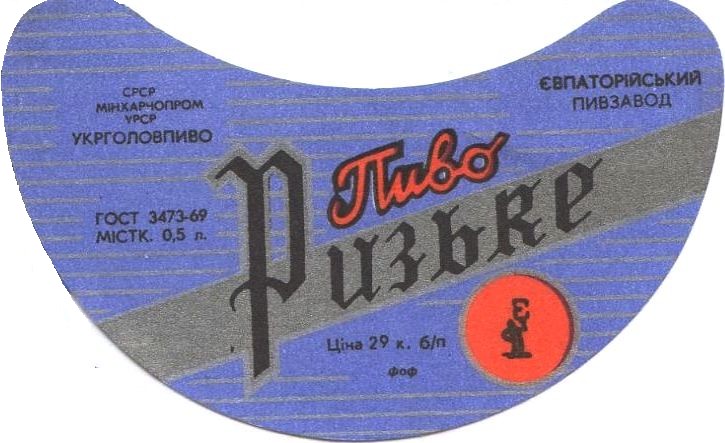 СРСР
МІНХАРЧОПРОМ
УРСР
УКРГОЛОВПИВО
ЄВПАТОРІЙСЬКИЙ
ПИВЗАВОД
ГОСТ 3473-69
МІСТК. 0,5 л.
Пиво
Ризьке
Ціна 29 к. б/п
фоф
Є